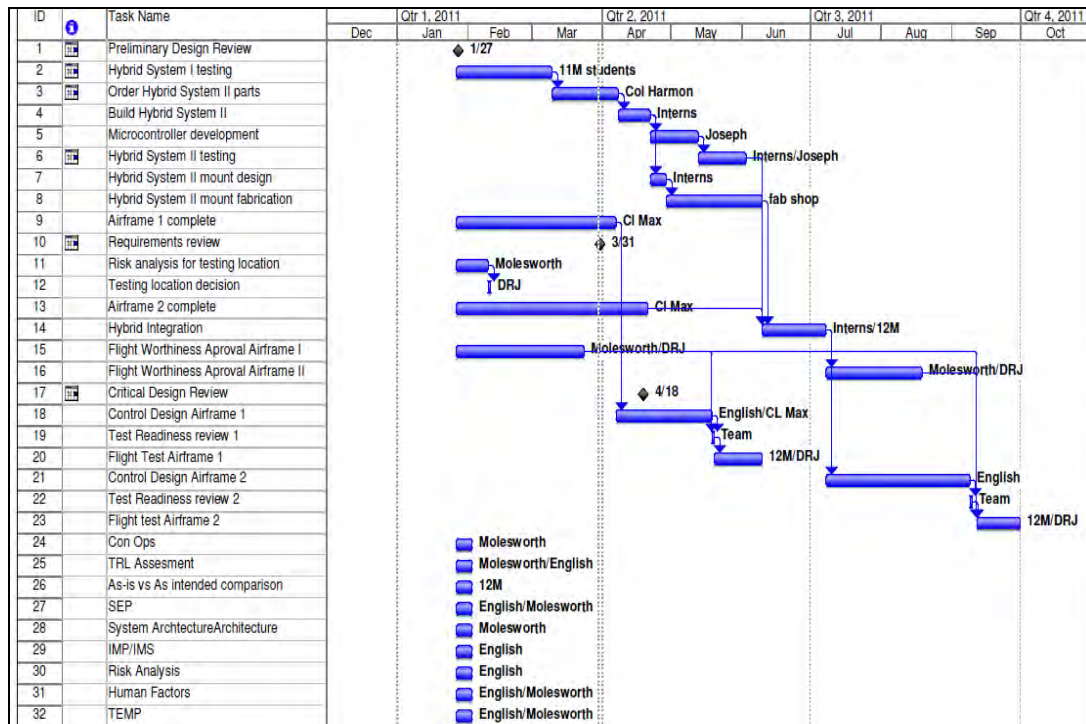 ID Task Name Qtr 1, 2011 Qtr 2, 2011 Qtr 3, 2011 Qtr 4, 2011
Dec Jan Feb Mar Apr May Jun Jul Aug Sep Oct
1 Preliminary Design Review 1/27
2 Hybrid System I testing 11M students
3 Order Hybrid System II parts Col Harmon
4 Build Hybrid System II Interns
5 Microcontroller development Joseph
6 Hybrid System II testing Interns/Joseph
7 Hybrid System II mount design Interns
8 Hybrid System II mount fabrication fab shop
9 Airframe 1 complete Cl Max
10 Requirements review 3/31
11 Risk analysis for testing location Molesworth
12 Testing location decision DRJ
13 Airframe 2 complete Cl Max
14 Hybrid Integration Interns/12M
15 Flight Worthiness Aproval Airframe I Molesworth/DRJ
16 Flight Worthiness Aproval Airframe II Molesworth/DRJ
17 Critical Design Review 4/18
18 Control Design Airframe 1 English/CL Max
19 Test Readiness review 1 Team
20 Flight Test Airframe 1 12M/DRJ
21 Control Design Airframe 2 English
22 Test Readiness review 2 Team
23 Flight test Airframe 2 12M/DRJ
24 Con Ops Molesworth
25 TRL Assesment Molesworth/English
26 As-is vs As intended comparison 12M
27 SEP English/Molesworth
28 System ArchtectureArchitecture Molesworth
29 IMP/IMS English
30 Risk Analysis English
31 Human Factors English/Molesworth
32 TEMP English/Molesworth